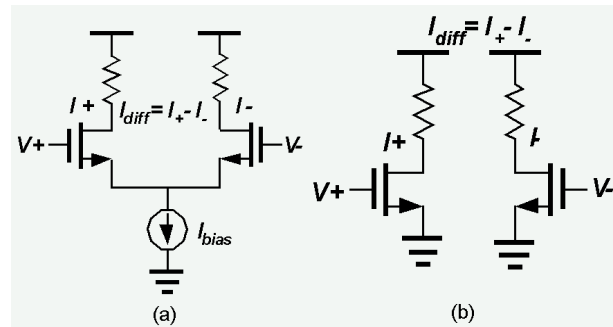 I+
I_diff = I_+ - I_-
I-
V+
V-
I_bias
(a)
I_diff = I_+ - I_-
I+
I-
V+
V-
(b)